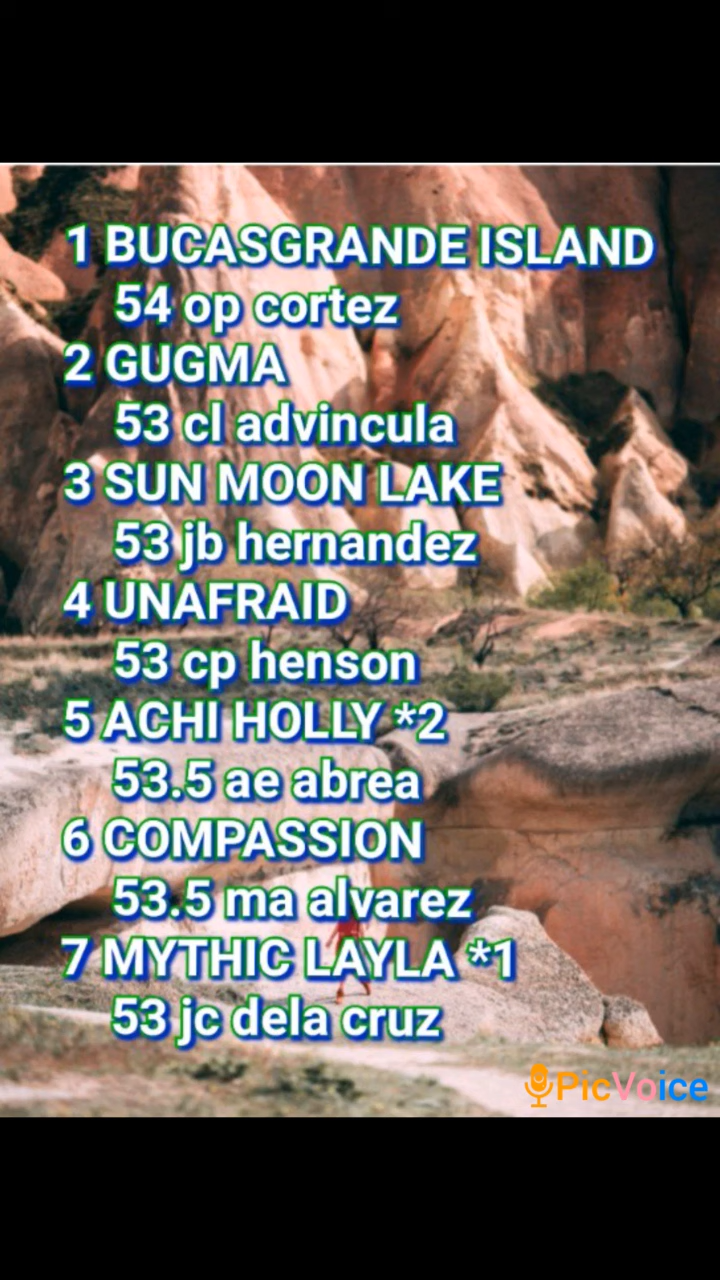 1 BUCASGRANDE ISLAND
54 op cortez
2 GUGMA
53 cl advincula
3 SUN MOON LAKE
53 jb hernandez
4 UNAFRAID
53 cp henson
5 ACHI HOLLY *2
53.5 ae abrea
6 COMPASSION
53.5 ma alvarez
7 MYTHIC LAYLA *1
53 jc dela cruz
PicVoice